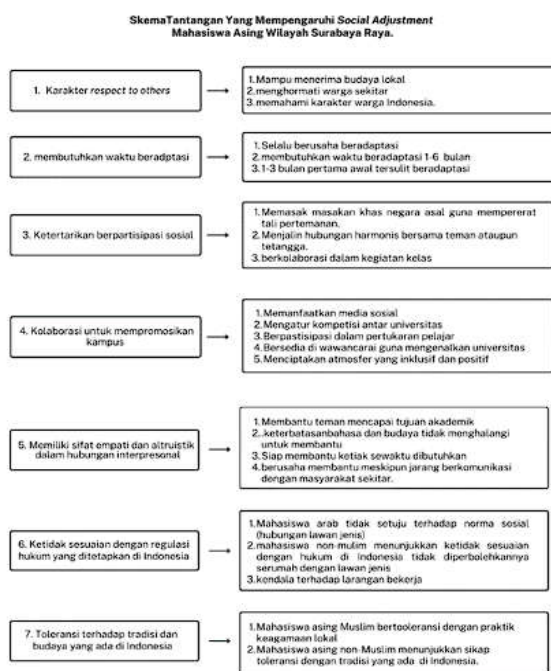 SkemaTantangan Yang Mempengaruhi Social Adjustment
Mahasiswa Asing Wilayah Surabaya Raya.
1. Karakter respect to others
1.Mampu menerima budaya lokal
2.menghormati warga sekitar
3.memahami karakter warga Indonesia.
2. membutuhkan waktu beradptasi
1.Selalu berusaha beradaptasi
2.membutuhkan waktu beradaptasi 1-6 bulan
3.1-3 bulan pertama awal tersulit beradaptasi
3. Ketertarikan berpartisipasi sosial
1.Memasak masakan khas negara asal guna mempererat
tali pertemanan.
2.Menjalin hubungan harmonis bersama teman ataupun
tetangga.
3.berkolaborasi dalam kegiatan kelas
4. Kolaborasi untuk mempromosikan
kampus
1.Memanfaatkan media sosial
2.Mengatur kompetisi antar universitas
3.Berpastisipasi dalam pertukaran pelajar
4.Bersedia di wawancarai guna mengenalkan universitas
5.Menciptakan atmosfer yang inklusif dan positif
5. Memiliki sifat empati dan altruistik
dalam hubungan interpresonal
1.Membantu teman mencapai tujuan akademik
2..keterbatasanbahasa dan budaya tidak menghalangi
untuk membantu
3.Siap membantu ketiak sewaktu dibutuhkan
4.berusaha membantu meskipun jarang berkomunikasi
dengan masyarakat sekitar.
6. Ketidak sesuaian dengan regulasi
hukum yang ditetapkan di Indonesia
1.Mahasiswa arab tidak setuju terhadap norma sosial
(hubungan lawan jenis)
2.mahasiswa non-mulim menunjukkan ketidak sesuaian
dengan hukum di Indonesia tidak diperbolehkannya
serumah dengan lawan jenis
3.kendala terhadap larangan bekerja
7. Toleransi terhadap tradisi dan
budaya yang ada di Indonesia
1.Mahasiswa asing Muslim bertooleransi dengan praktik
keagamaan lokal
2.Mahasiswa asing non-Muslim menunjukkan sikap
toleransi dengan tradisi yang ada di Indonesia.